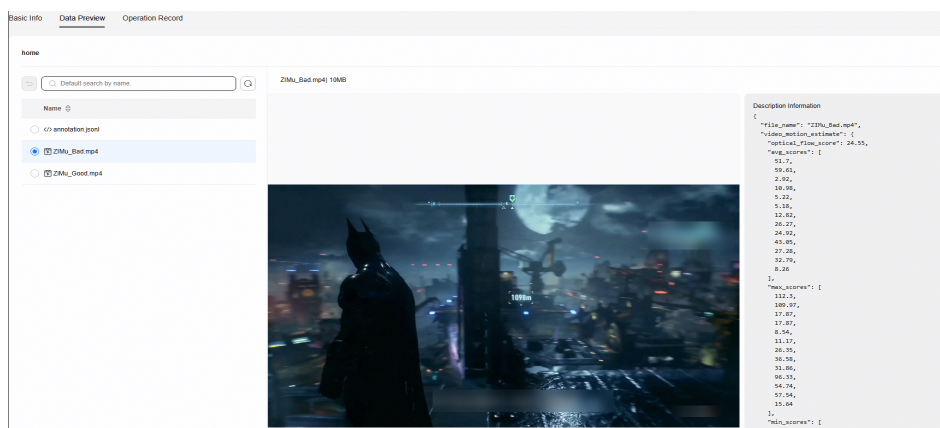 Basic Info Data Preview Operation Record
home
Default search by name.
Name
</> annotation.jsonl
ZIMu_Bad.mp4
ZiMu_Good.mp4
ZIMu_Bad.mp4| 10MB
1098m
Description Information
{
"file_name": "ZIMu_Bad.mp4",
"video_motion_estimate": {
"optical_flow_score": 24.55,
"avg_scores": [
51.7,
59.61,
2.92,
10.98,
5.22,
5.18,
12.82,
26.27,
24.92,
43.05,
27.28,
32.79,
8.26
],
"max_scores": [
112.3,
109.97,
17.87,
17.87,
8.54,
11.17,
26.35,
36.58,
31.86,
96.33,
54.74,
57.54,
15.64
],
"min_scores": [